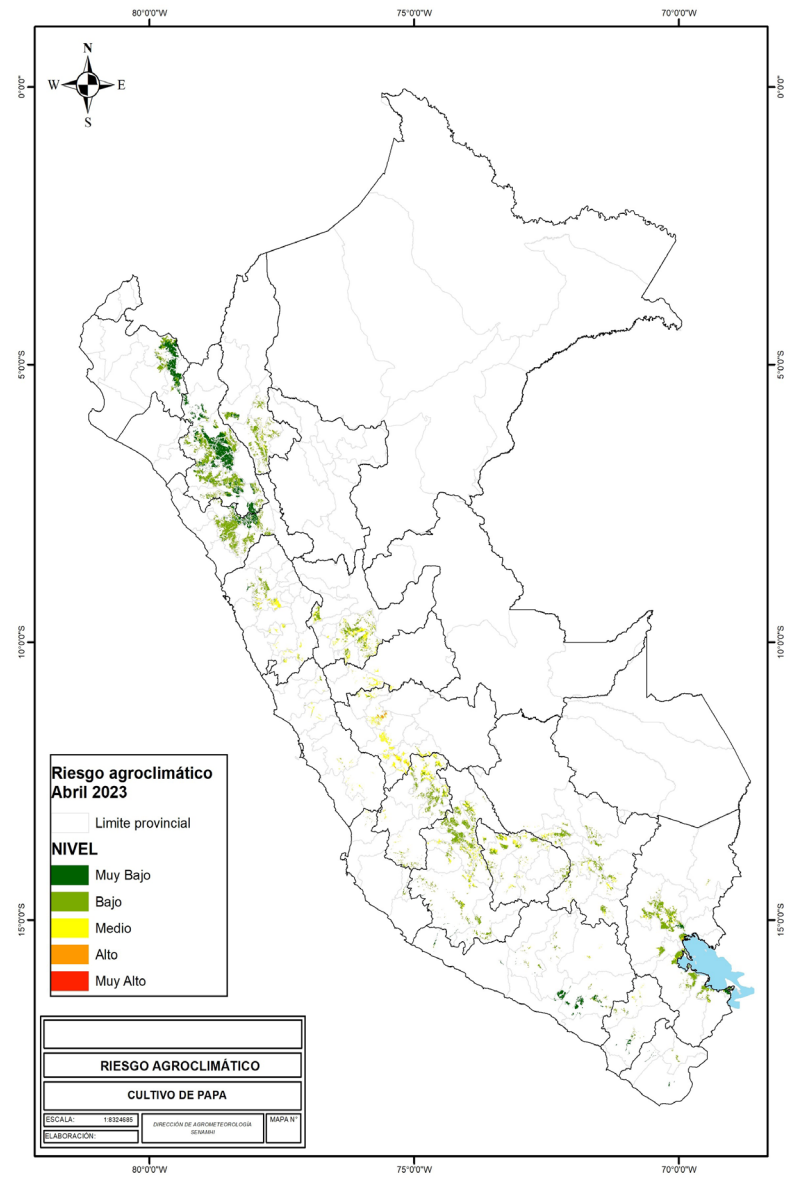 80°0'0"W
75°0'0"W
70°0'0"W
N
W
E
S
0°0'0"
0°0'0"
5°0'0"S
5°0'0"S
10°0'0"S
10°0'0"S
15°0'0"S
15°0'0"S
Riesgo agroclimático
Abril 2023
Limite provincial
NIVEL
Muy Bajo
Bajo
Medio
Alto
Muy Alto
RIESGO AGROCLIMÁTICO
CULTIVO DE PAPA
ESCALA: 1:8324685
ELABORACIÓN:
DIRECCIÓN DE AGROMETEOROLOGÍA
SENAMHI
MAPA N°
80°0'0"W
75°0'0"W
70°0'0"W